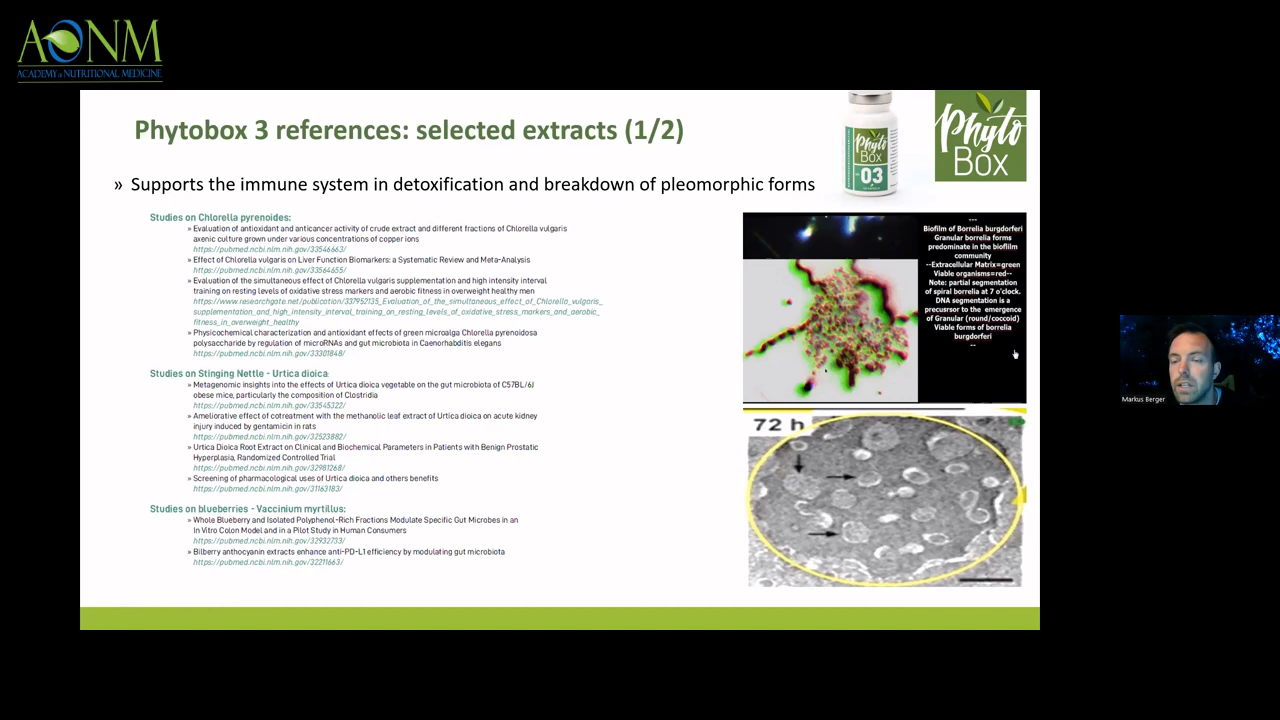 AONM
ACADEMY of NUTRITIONAL MEDICINE
Phytobox 3 references: selected extracts (1/2)
Phyto
BOX
03
Phyto
BOX
» Supports the immune system in detoxification and breakdown of pleomorphic forms
Studies on Chlorella pyrenoides:
» Evaluation of antioxidant and anticancer activity of crude extract and different fractions of Chlorella vulgaris
axenic culture grown under various concentrations of copper ions
https://pubmed.ncbi.nlm.nih.gov/33546663/
» Effect of Chlorella vulgaris on Liver Function Biomarkers: a Systematic Review and Meta-Analysis
https://pubmed.ncbi.nlm.nih.gov/33564655/
» Evaluation of the simultaneous effect of Chlorella vulgaris supplementation and high intensity interval
training on resting levels of oxidative stress markers and aerobic fitness in overweight healthy men
https://www.researchgate.net/publication/337952135_Evaluation_of_the_simultaneous_effect_of_Chlorella_vulgaris_
supplementation_and_high_intensity_interval_training_on_resting_levels_of_oxidative_stress_markers_and_aerobic_
fitness_in_overweight_healthy
» Physicochemical characterization and antioxidant effects of green microalga Chlorella pyrenoidosa
polysaccharide by regulation of microRNAs and gut microbiota in Caenorhabditis elegans
https://pubmed.ncbi.nlm.nih.gov/33301848/
Studies on Stinging Nettle - Urtica dioica:
» Metagenomic insights into the effects of Urtica dioica vegetable on the gut microbiota of C57BL/6J
obese mice, particularly the composition of Clostridia
https://pubmed.ncbi.nlm.nih.gov/33545322/
» Ameliorative effect of cotreatment with the methanolic leaf extract of Urtica dioica on acute kidney
injury induced by gentamicin in rats
https://pubmed.ncbi.nlm.nih.gov/32523882/
» Urtica Dioica Root Extract on Clinical and Biochemical Parameters in Patients with Benign Prostatic
Hyperplasia, Randomized Controlled Trial
https://pubmed.ncbi.nlm.nih.gov/32981268/
» Screening of pharmacological uses of Urtica dioica and others benefits
https://pubmed.ncbi.nlm.nih.gov/31163183/
Studies on blueberries - Vaccinium myrtillus:
» Whole Blueberry and Isolated Polyphenol-Rich Fractions Modulate Specific Gut Microbes in an
In Vitro Colon Model and in a Pilot Study in Human Consumers
https://pubmed.ncbi.nlm.nih.gov/32932733/
» Bilberry anthocyanin extracts enhance anti-PD-L1 efficiency by modulating gut microbiota
https://pubmed.ncbi.nlm.nih.gov/32211663/
---
Biofilm of Borrelia burgdorferi
Granular borrelia forms
predominate in the biofilm
community
--Extracellular Matrix=green
Viable organisms=red--
Note: partial segmentation
of spiral borrelia at 7 o'clock.
DNA segmentation is a
precursor to the emergence
of Granular (round/coccoid)
Viable forms of borrelia
burgdorferi
--
72 h
Markus Berger